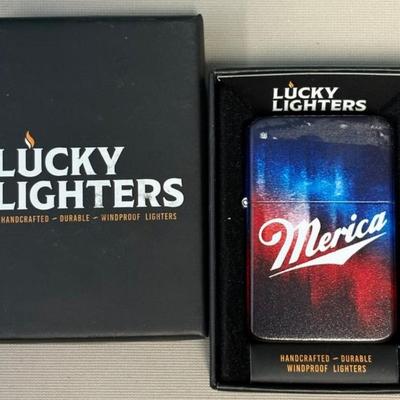 LUCKY
LIGHTERS
HANDCRAFTED – DURABLE – WINDPROOF LIGHTERS
LUCKY
LIGHTERS
Merica
HANDCRAFTED – DURABLE
WINDPROOF LIGHTERS